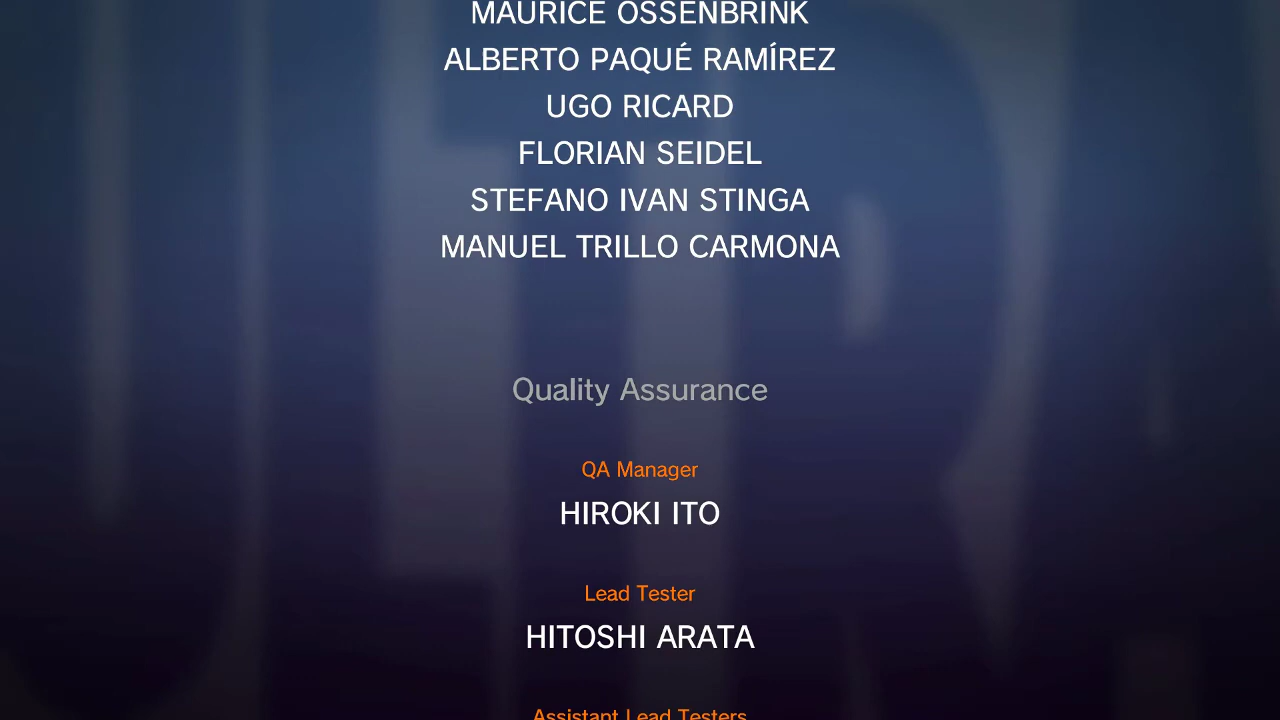 MAURICE OSSENBRINK
ALBERTO PAQUÉ RAMÍREZ
UGO RICARD
FLORIAN SEIDEL
STEFANO IVAN STINGA
MANUEL TRILLO CARMONA
Quality Assurance
QA Manager
HIROKI ITO
Lead Tester
HITOSHI ARATA
Assistant Lead Testers